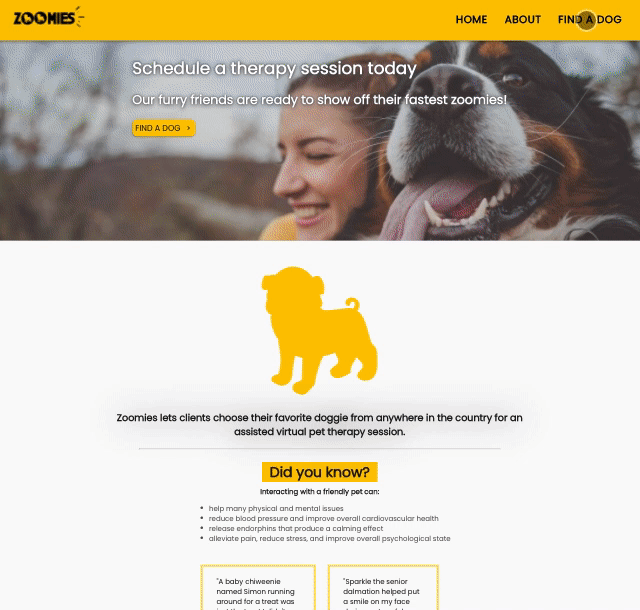 ZOOMIES
HOME ABOUT FIND A DOG
Schedule a therapy session today
Our furry friends are ready to show off their fastest zoomies!
FIND A DOG >
Zoomies lets clients choose their favorite doggie from anywhere in the country for an
assisted virtual pet therapy session.
Did you know?
Interacting with a friendly pet can:
• help many physical and mental issues
• reduce blood pressure and improve overall cardiovascular health
• release endorphins that produce a calming effect
• alleviate pain, reduce stress, and improve overall psychological state
"A baby chiweenie
named Simon running
around for a treat was
"Sparkle the senior
dalmation helped put
a smile on my face